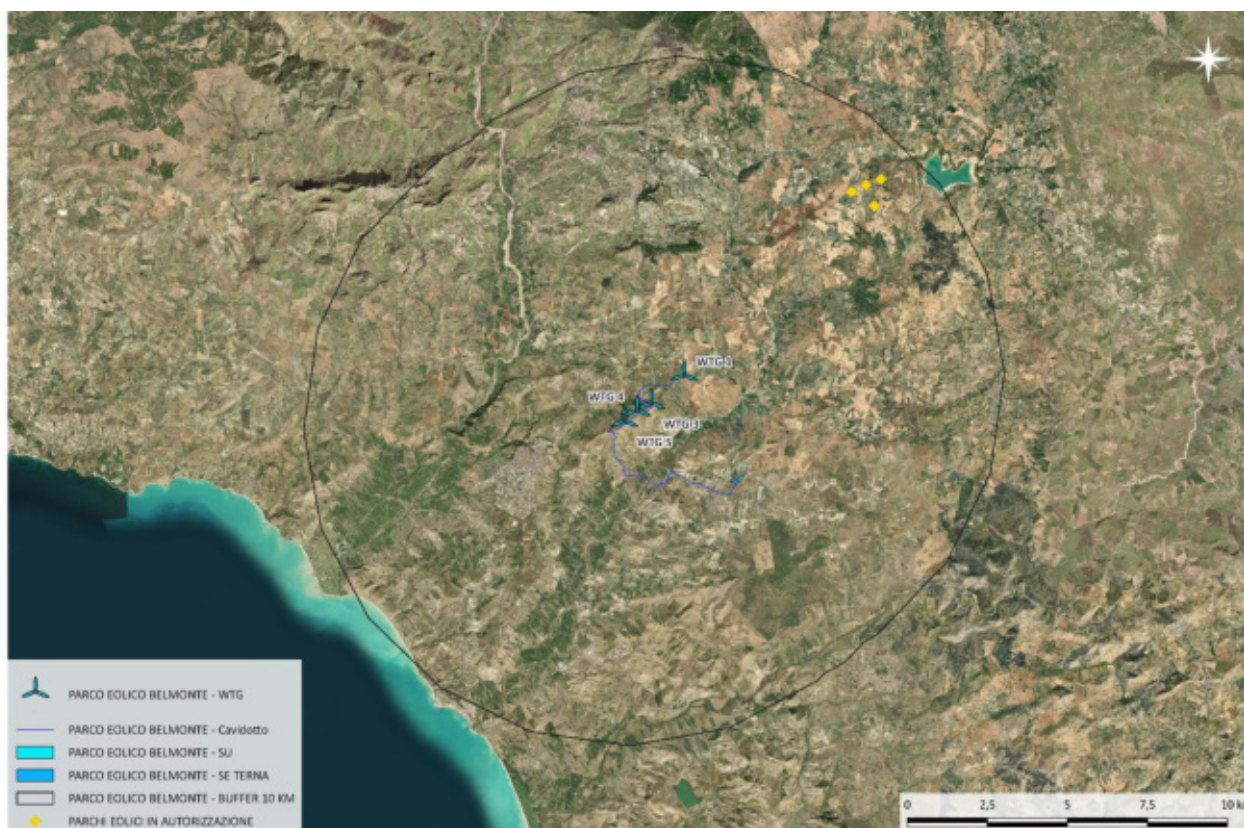 WTG 1
WTG 4
WTG 3
WTG 5
PARCO EOLICO BELMONTE - WTG
PARCO EOLICO BELMONTE - Cavidotto
PARCO EOLICO BELMONTE - SU
PARCO EOLICO BELMONTE - SE TERNA
PARCO EOLICO BELMONTE - BUFFER 10 KM
PARCHI EOLICI IN AUTORIZZAZIONE
0 2,5 5 7,5 10 km